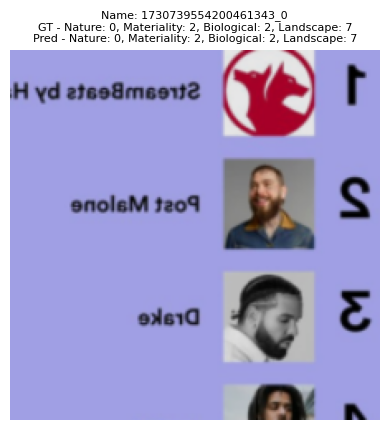 Name: 1730739554200461343_0
GT - Nature: 0, Materiality: 2, Biological: 2, Landscape: 7
Pred - Nature: 0, Materiality: 2, Biological: 2, Landscape: 7
StreamBeats by Ha
1
Post Malone
2
Drake
3
4